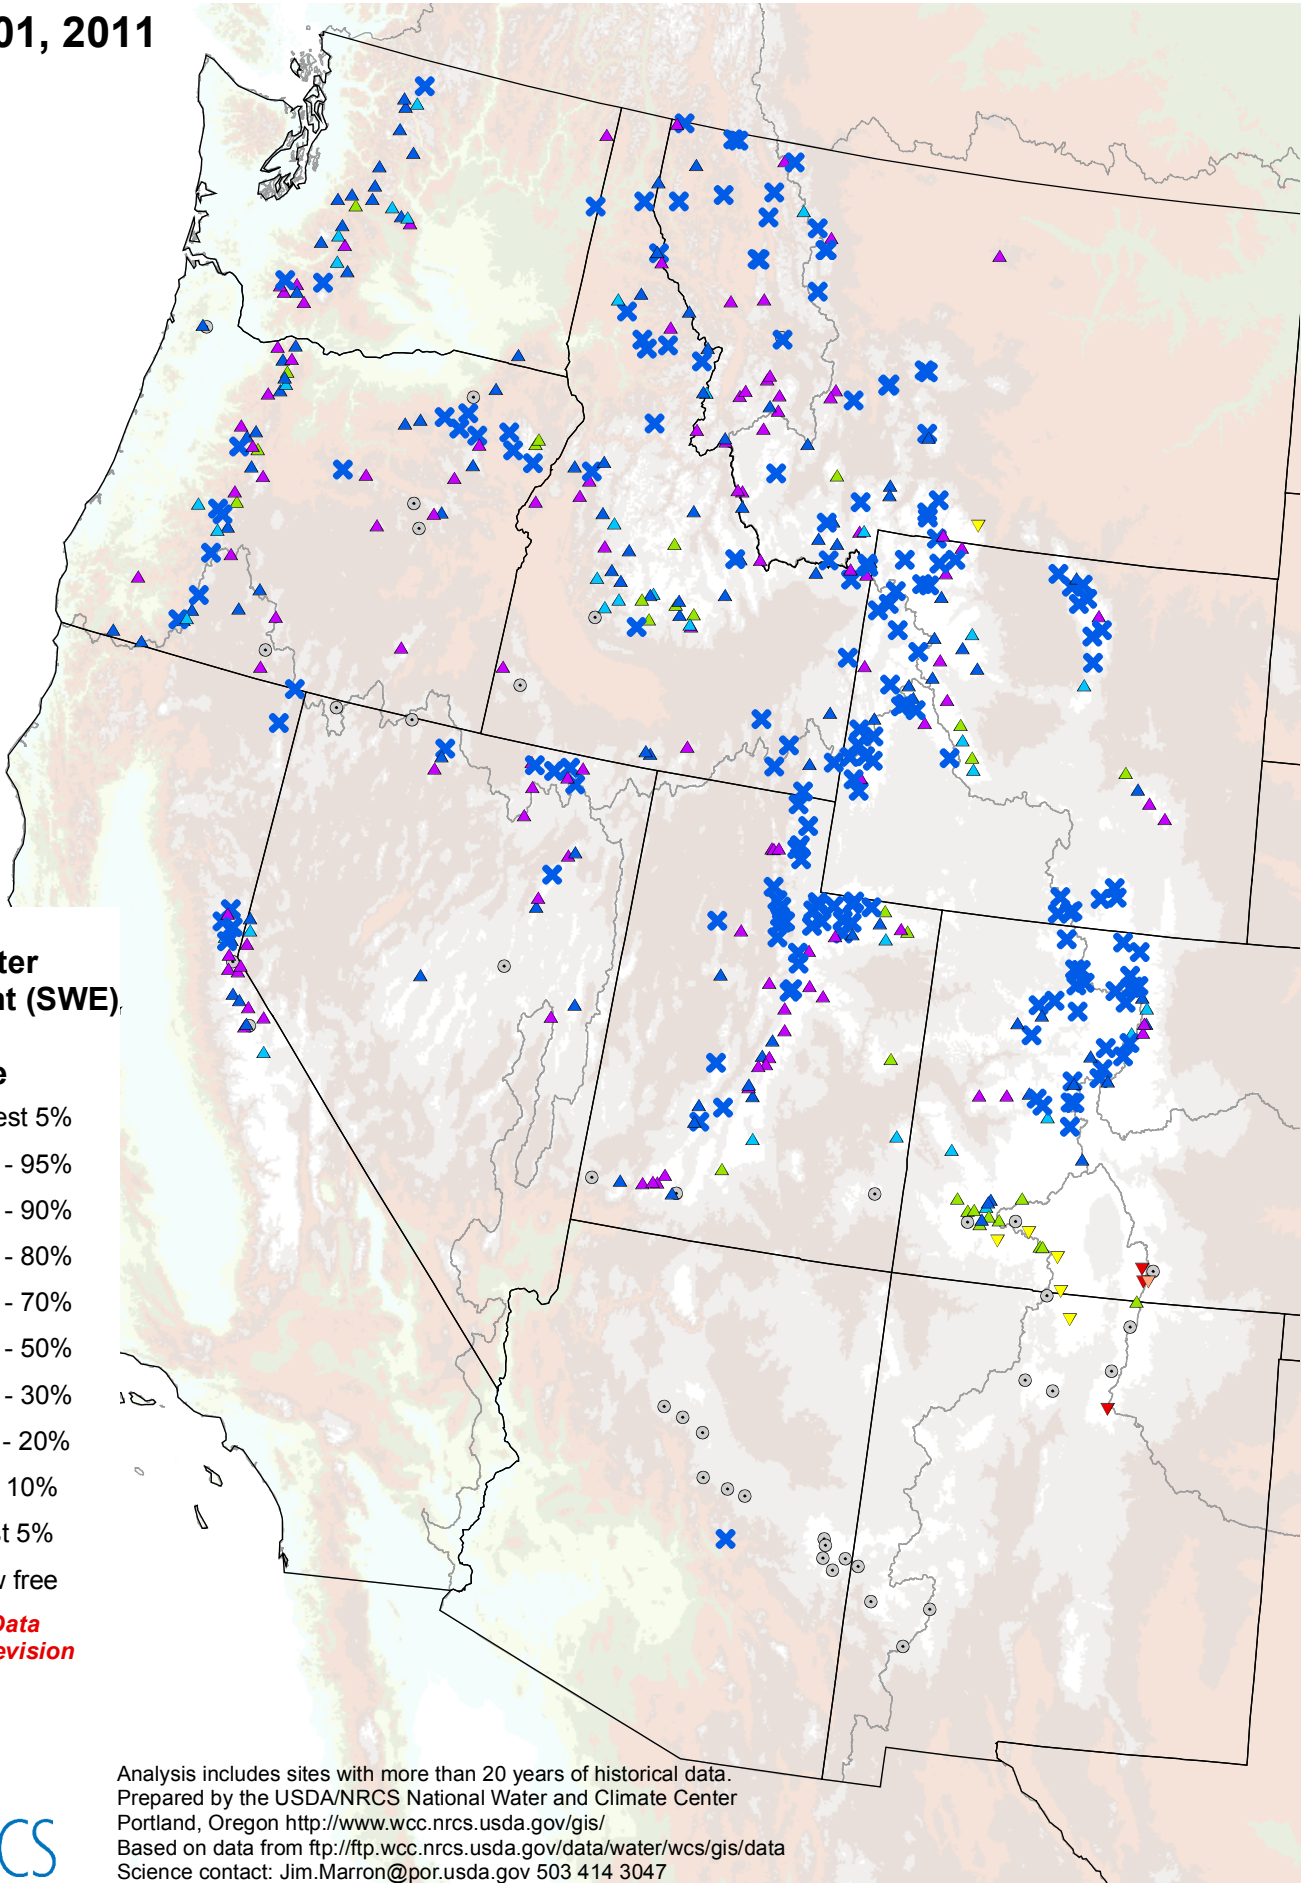 01, 2011
ter
nt (SWE)
e
est 5%
- 95%
- 90%
- 80%
- 70%
- 50%
- 30%
- 20%
10%
st 5%
w free
Data
evision
CS
Analysis includes sites with more than 20 years of historical data.
Prepared by the USDA/NRCS National Water and Climate Center
Portland, Oregon http://www.wcc.nrcs.usda.gov/gis/
Based on data from ftp://ftp.wcc.nrcs.usda.gov/data/water/wcs/gis/data
Science contact: Jim.Marron@por.usda.gov 503 414 3047